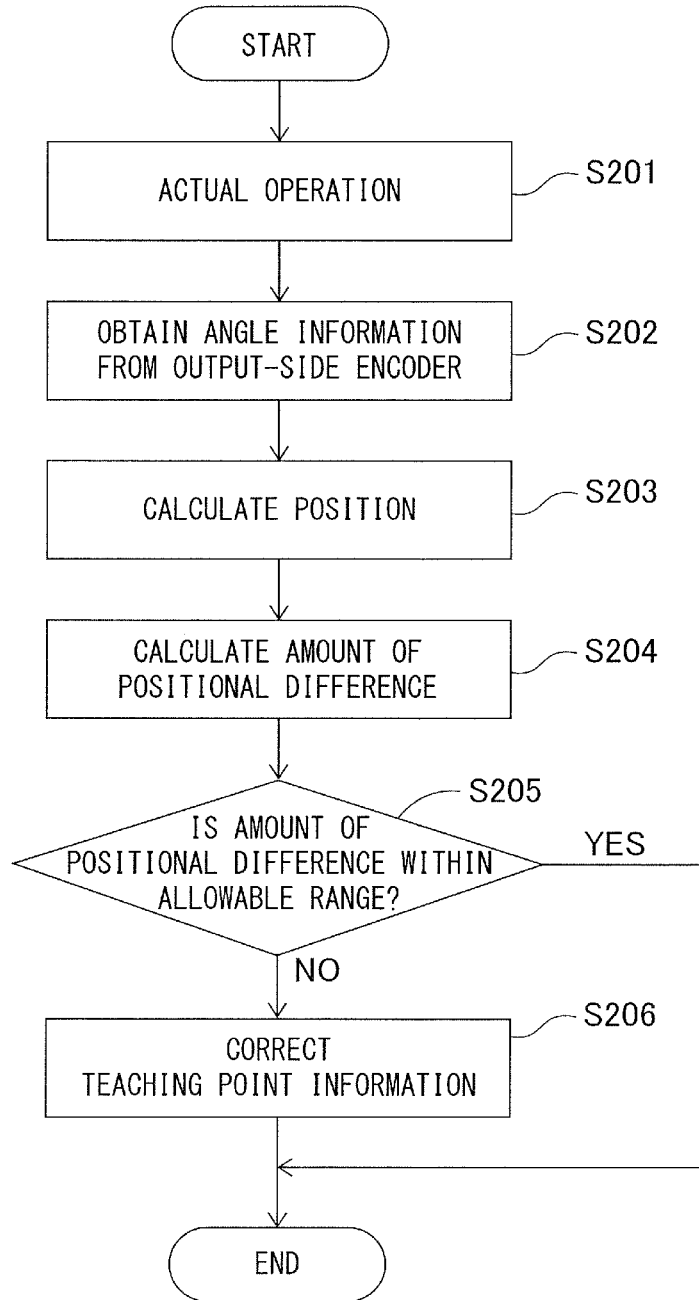 START
ACTUAL OPERATION
S201
OBTAIN ANGLE INFORMATION
FROM OUTPUT-SIDE ENCODER
S202
CALCULATE POSITION
S203
CALCULATE AMOUNT OF
POSITIONAL DIFFERENCE
S204
S205
IS AMOUNT OF
POSITIONAL DIFFERENCE WITHIN
ALLOWABLE RANGE?
YES
NO
CORRECT
TEACHING POINT INFORMATION
S206
END